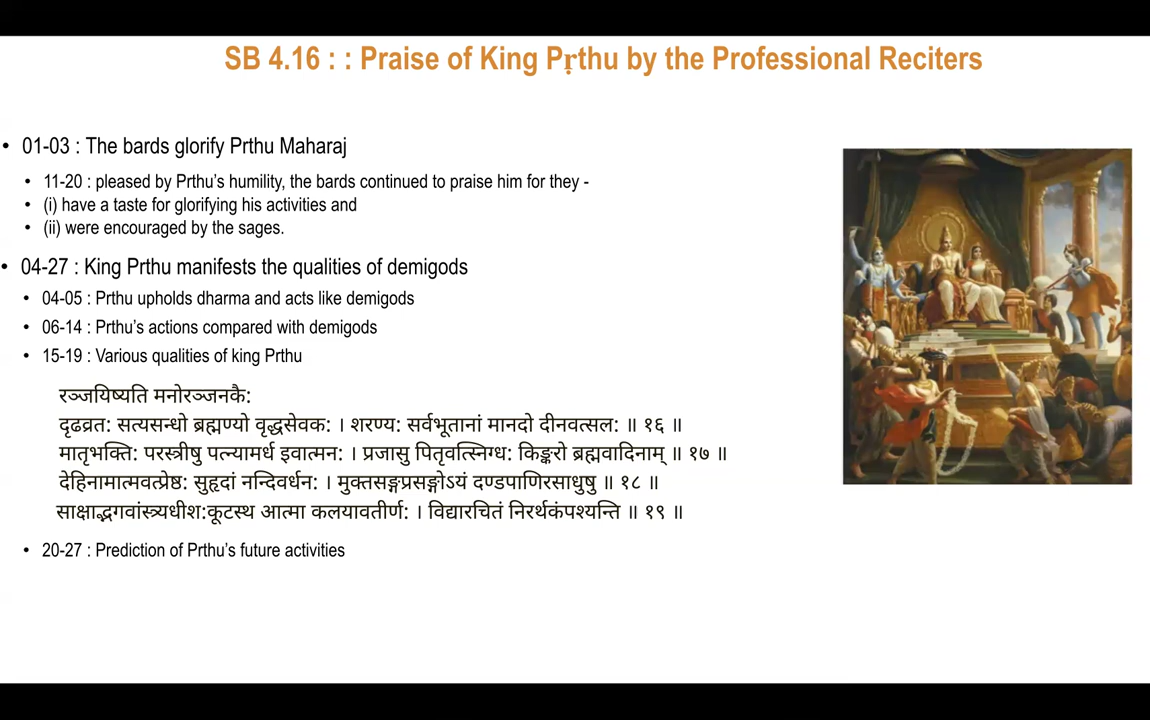 SB 4.16 : : Praise of King Pṛthu by the Professional Reciters
• 01-03 : The bards glorify Prthu Maharaj
• 11-20 : pleased by Prthu’s humility, the bards continued to praise him for they -
• (i) have a taste for glorifying his activities and
• (ii) were encouraged by the sages.
• 04-27 : King Prthu manifests the qualities of demigods
• 04-05 : Prthu upholds dharma and acts like demigods
• 06-14 : Prthu’s actions compared with demigods
• 15-19 : Various qualities of king Prthu
रञ्जयिष्यति मनोरञ्जनकै:
दृढव्रत: सत्यसन्धो ब्रह्मण्यो वृद्धसेवक: । शरण्य: सर्वभूतानां मानदो दीनवत्सल: ॥ १६ ॥
मातृभक्ति: परस्त्रीषु पत्‍न्यामर्ध इवात्मन: । प्रजासु पितृवत्स्‍निग्ध: किङ्करो ब्रह्मवादिनाम् ॥ १७ ॥
देहिनामात्मवत्प्रेष्ठ: सुहृदां नन्दिवर्धन: । मुक्तसङ्गप्रसङ्गोऽयं दण्डपाणिरसाधुषु ॥ १८ ॥
साक्षाद्भगवांस्त्र्यधीश:कूटस्थ आत्मा कलयावतीर्ण: । विद्यारचितं निरर्थकंपश्यन्ति ॥ १९ ॥
• 20-27 : Prediction of Prthu’s future activities